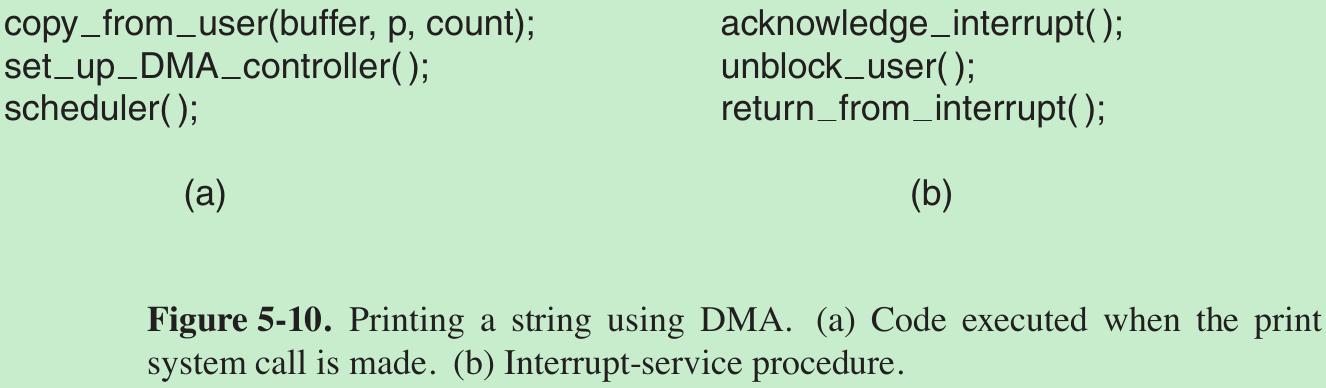 copy_from_user(buffer, p, count);
set_up_DMA_controller( );
scheduler( );
(a)
acknowledge_interrupt( );
unblock_user( );
return_from_interrupt( );
(b)
Figure 5-10. Printing a string using DMA. (a) Code executed when the print
system call is made. (b) Interrupt-service procedure.